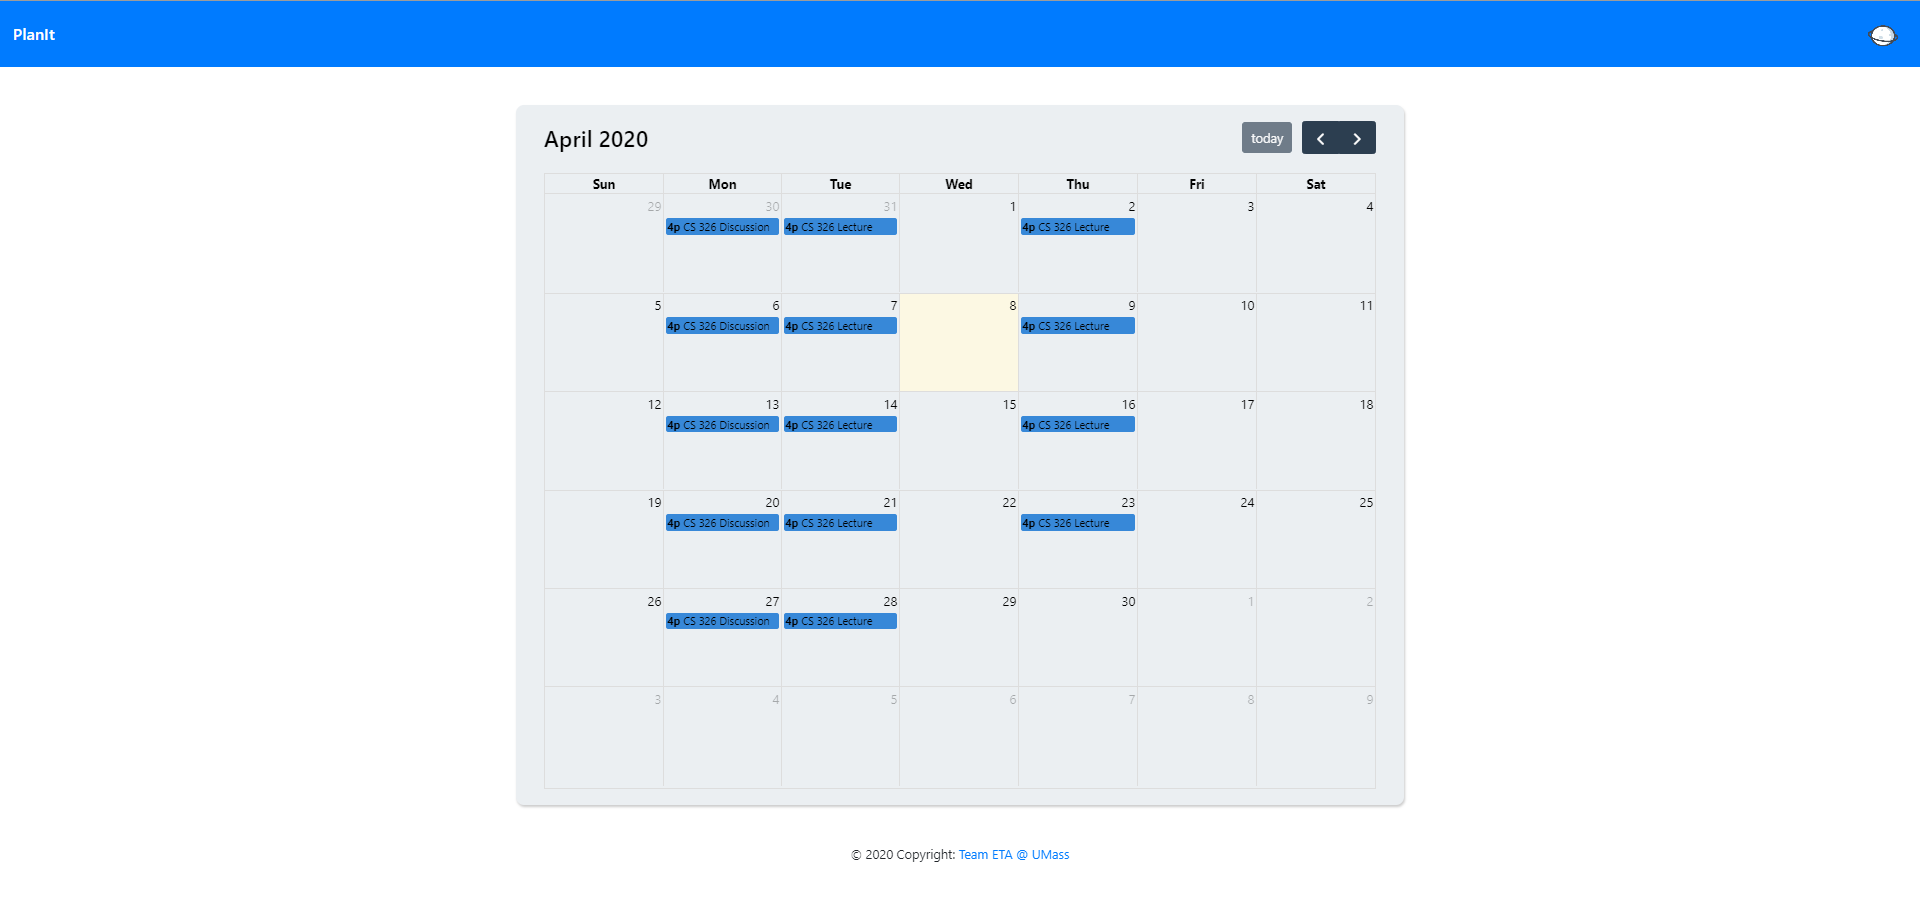 PlanIt
April 2020
today
Sun Mon Tue Wed Thu Fri Sat
29 30 31 1 2 3 4
4p CS 326 Discussion 4p CS 326 Lecture 4p CS 326 Lecture
5 6 7 8 9 10 11
4p CS 326 Discussion 4p CS 326 Lecture 4p CS 326 Lecture
12 13 14 15 16 17 18
4p CS 326 Discussion 4p CS 326 Lecture 4p CS 326 Lecture
19 20 21 22 23 24 25
4p CS 326 Discussion 4p CS 326 Lecture 4p CS 326 Lecture
26 27 28 29 30 1 2
4p CS 326 Discussion 4p CS 326 Lecture
3 4 5 6 7 8 9
© 2020 Copyright: Team ETA @ UMass